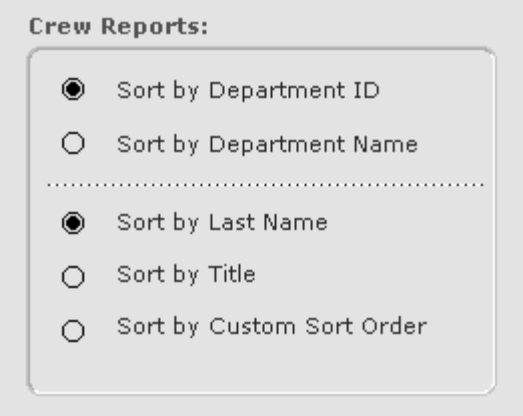 Crew Reports:
Sort by Department ID
Sort by Department Name
Sort by Last Name
Sort by Title
Sort by Custom Sort Order